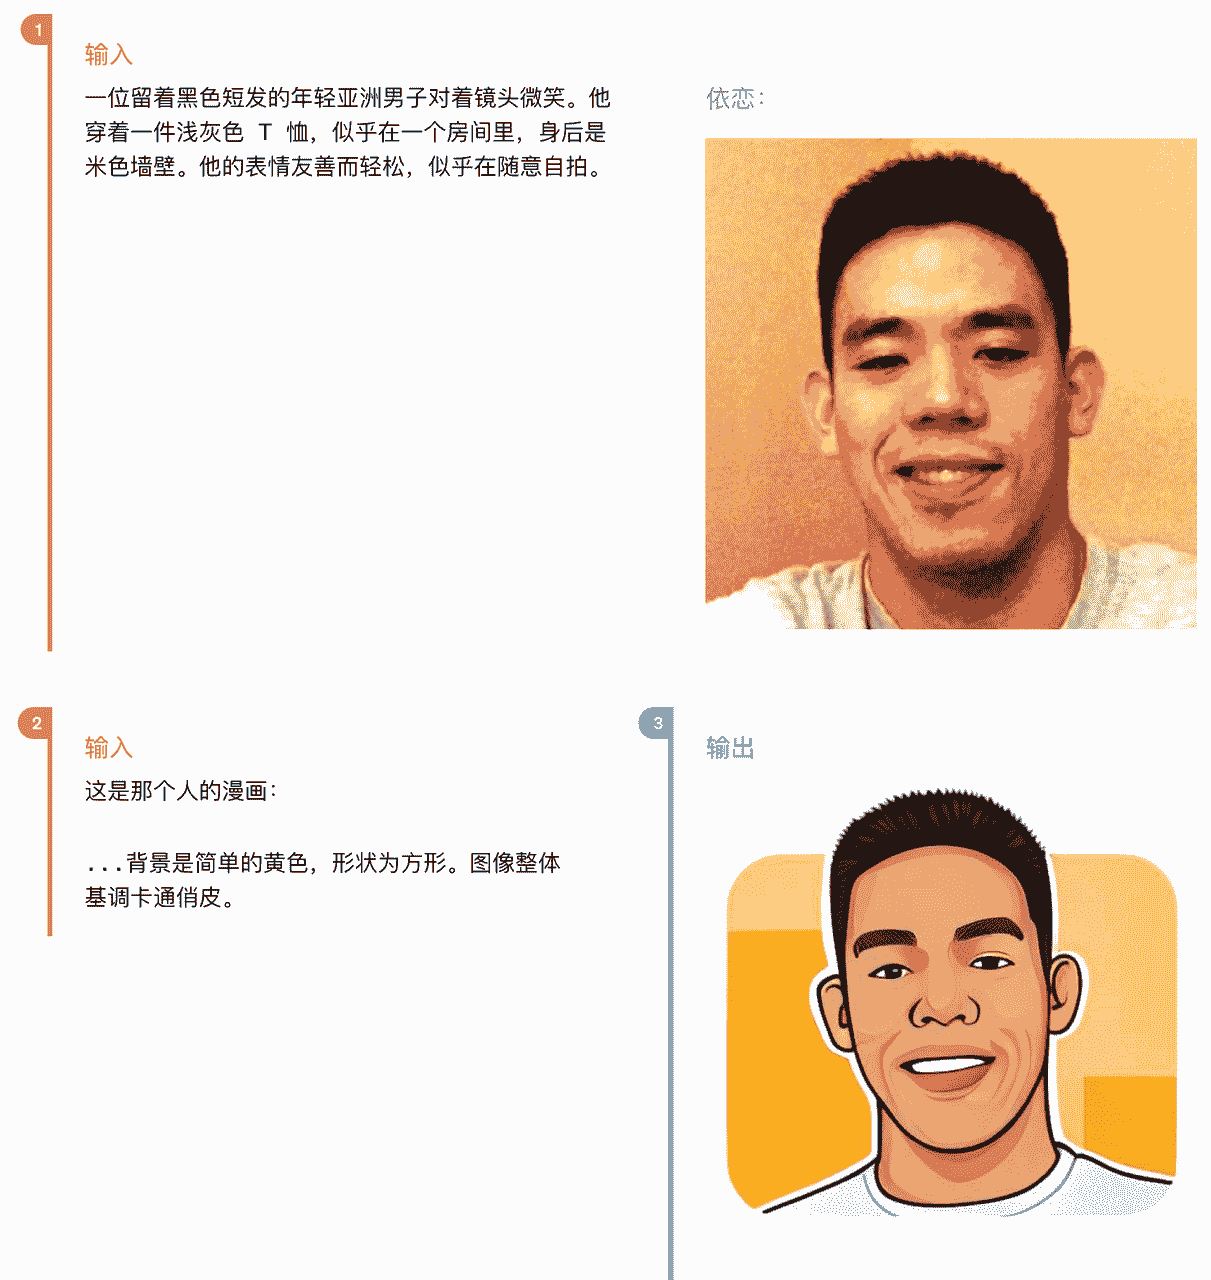 1
输入
一位留着黑色短发的年轻亚洲男子对着镜头微笑。他
穿着一件浅灰色 T 恤，似乎在一个房间里，身后是
米色墙壁。他的表情友善而轻松，似乎在随意自拍。
依恋：
2
输入
这是那个人的漫画：
...背景是简单的黄色，形状为方形。图像整体
基调卡通俏皮。
3
输出